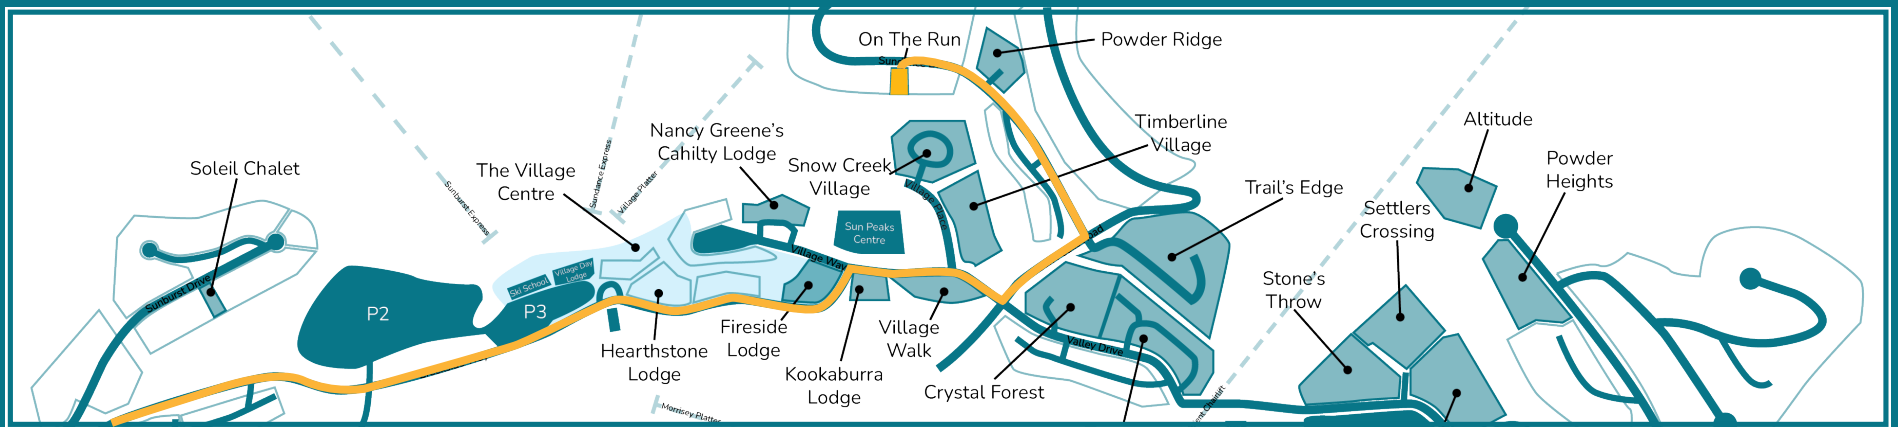 On The Run
Powder Ridge
Timberline
Village
Altitude
Nancy Greene's
Cahilty Lodge
Snow Creek
Village
Powder
Heights
Soleil Chalet
The Village
Centre
Trail's Edge
Settlers
Crossing
Sundance Express
Village Platter
Sunburst Express
Village Place
Sun Peaks
Centre
Village Way
Village Day
Lodge
Ski School
Sunburst Drive
Stone's
Throw
P2
P3
Fireside
Lodge
Village
Walk
Hearthstone
Lodge
Kookaburra
Lodge
Valley Drive
Crystal Forest
Morrisey Platter